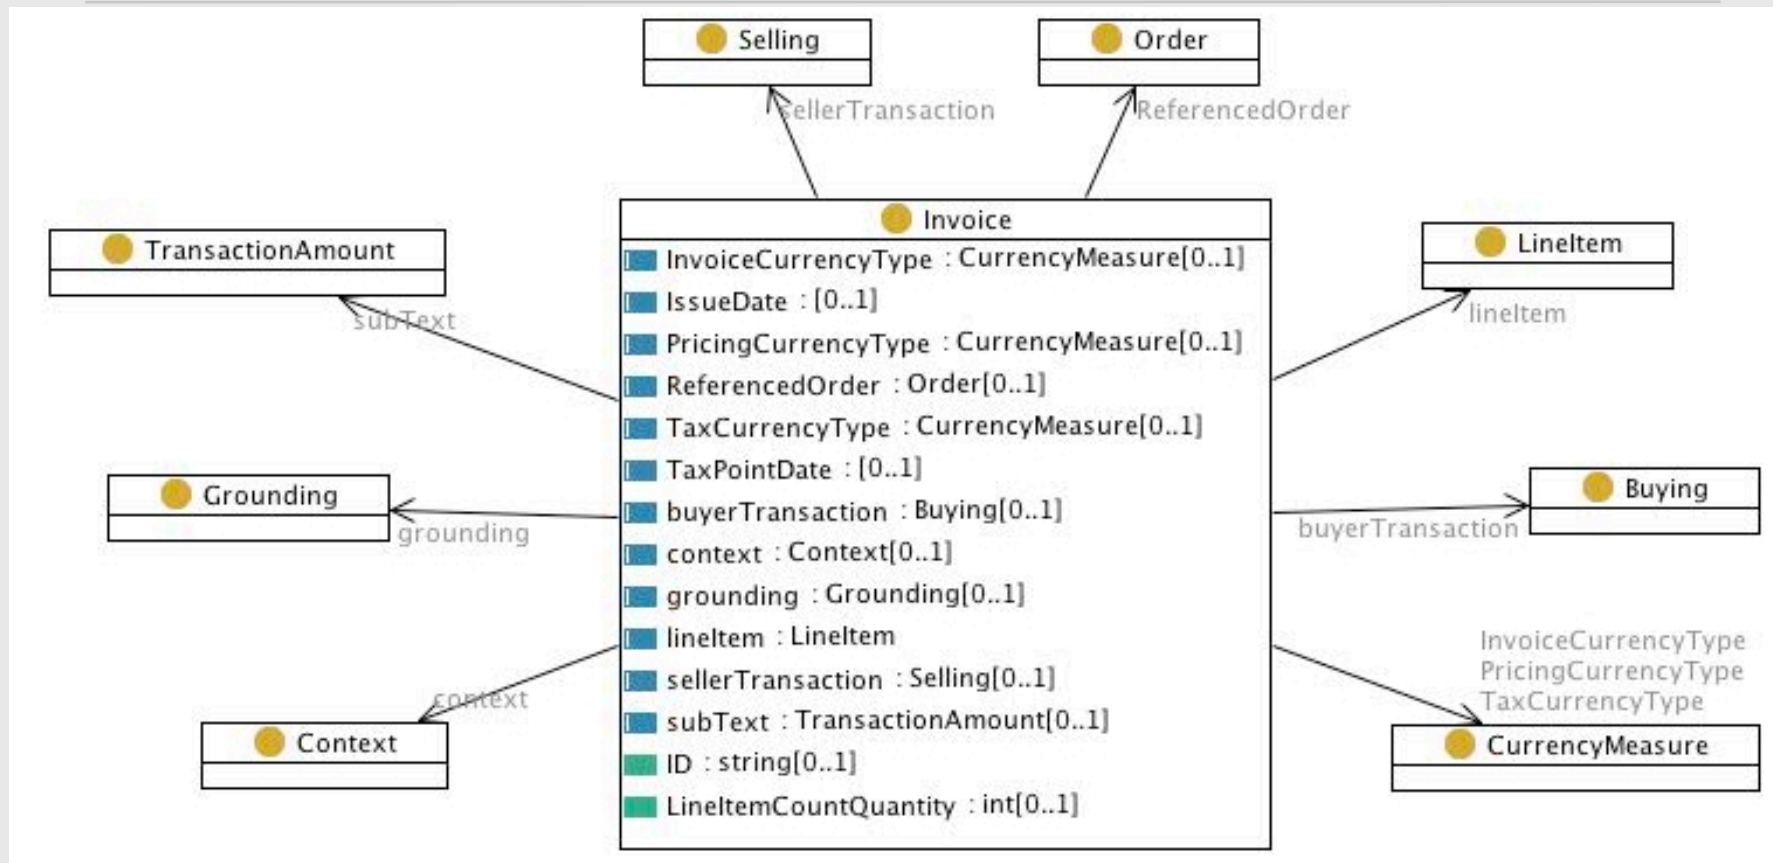 Selling
Order
sellerTransaction
ReferencedOrder
Invoice
InvoiceCurrencyType : CurrencyMeasure[0..1]
IssueDate : [0..1]
PricingCurrencyType : CurrencyMeasure[0..1]
ReferencedOrder : Order[0..1]
TaxCurrencyType : CurrencyMeasure[0..1]
TaxPointDate : [0..1]
buyerTransaction : Buying[0..1]
context : Context[0..1]
grounding : Grounding[0..1]
lineItem : LineItem
sellerTransaction : Selling[0..1]
subText : TransactionAmount[0..1]
ID : string[0..1]
LineItemCountQuantity : int[0..1]
TransactionAmount
subText
Grounding
grounding
context
Context
LineItem
lineItem
Buying
buyerTransaction
InvoiceCurrencyType
PricingCurrencyType
TaxCurrencyType
CurrencyMeasure